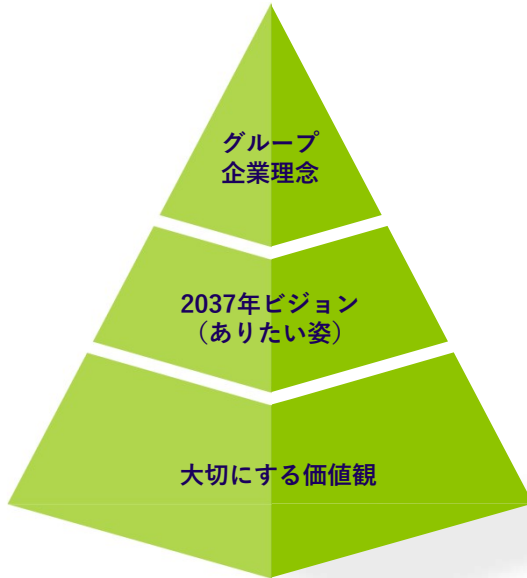 グループ
企業理念
2037年ビジョン
（ありたい姿）
大切にする価値観